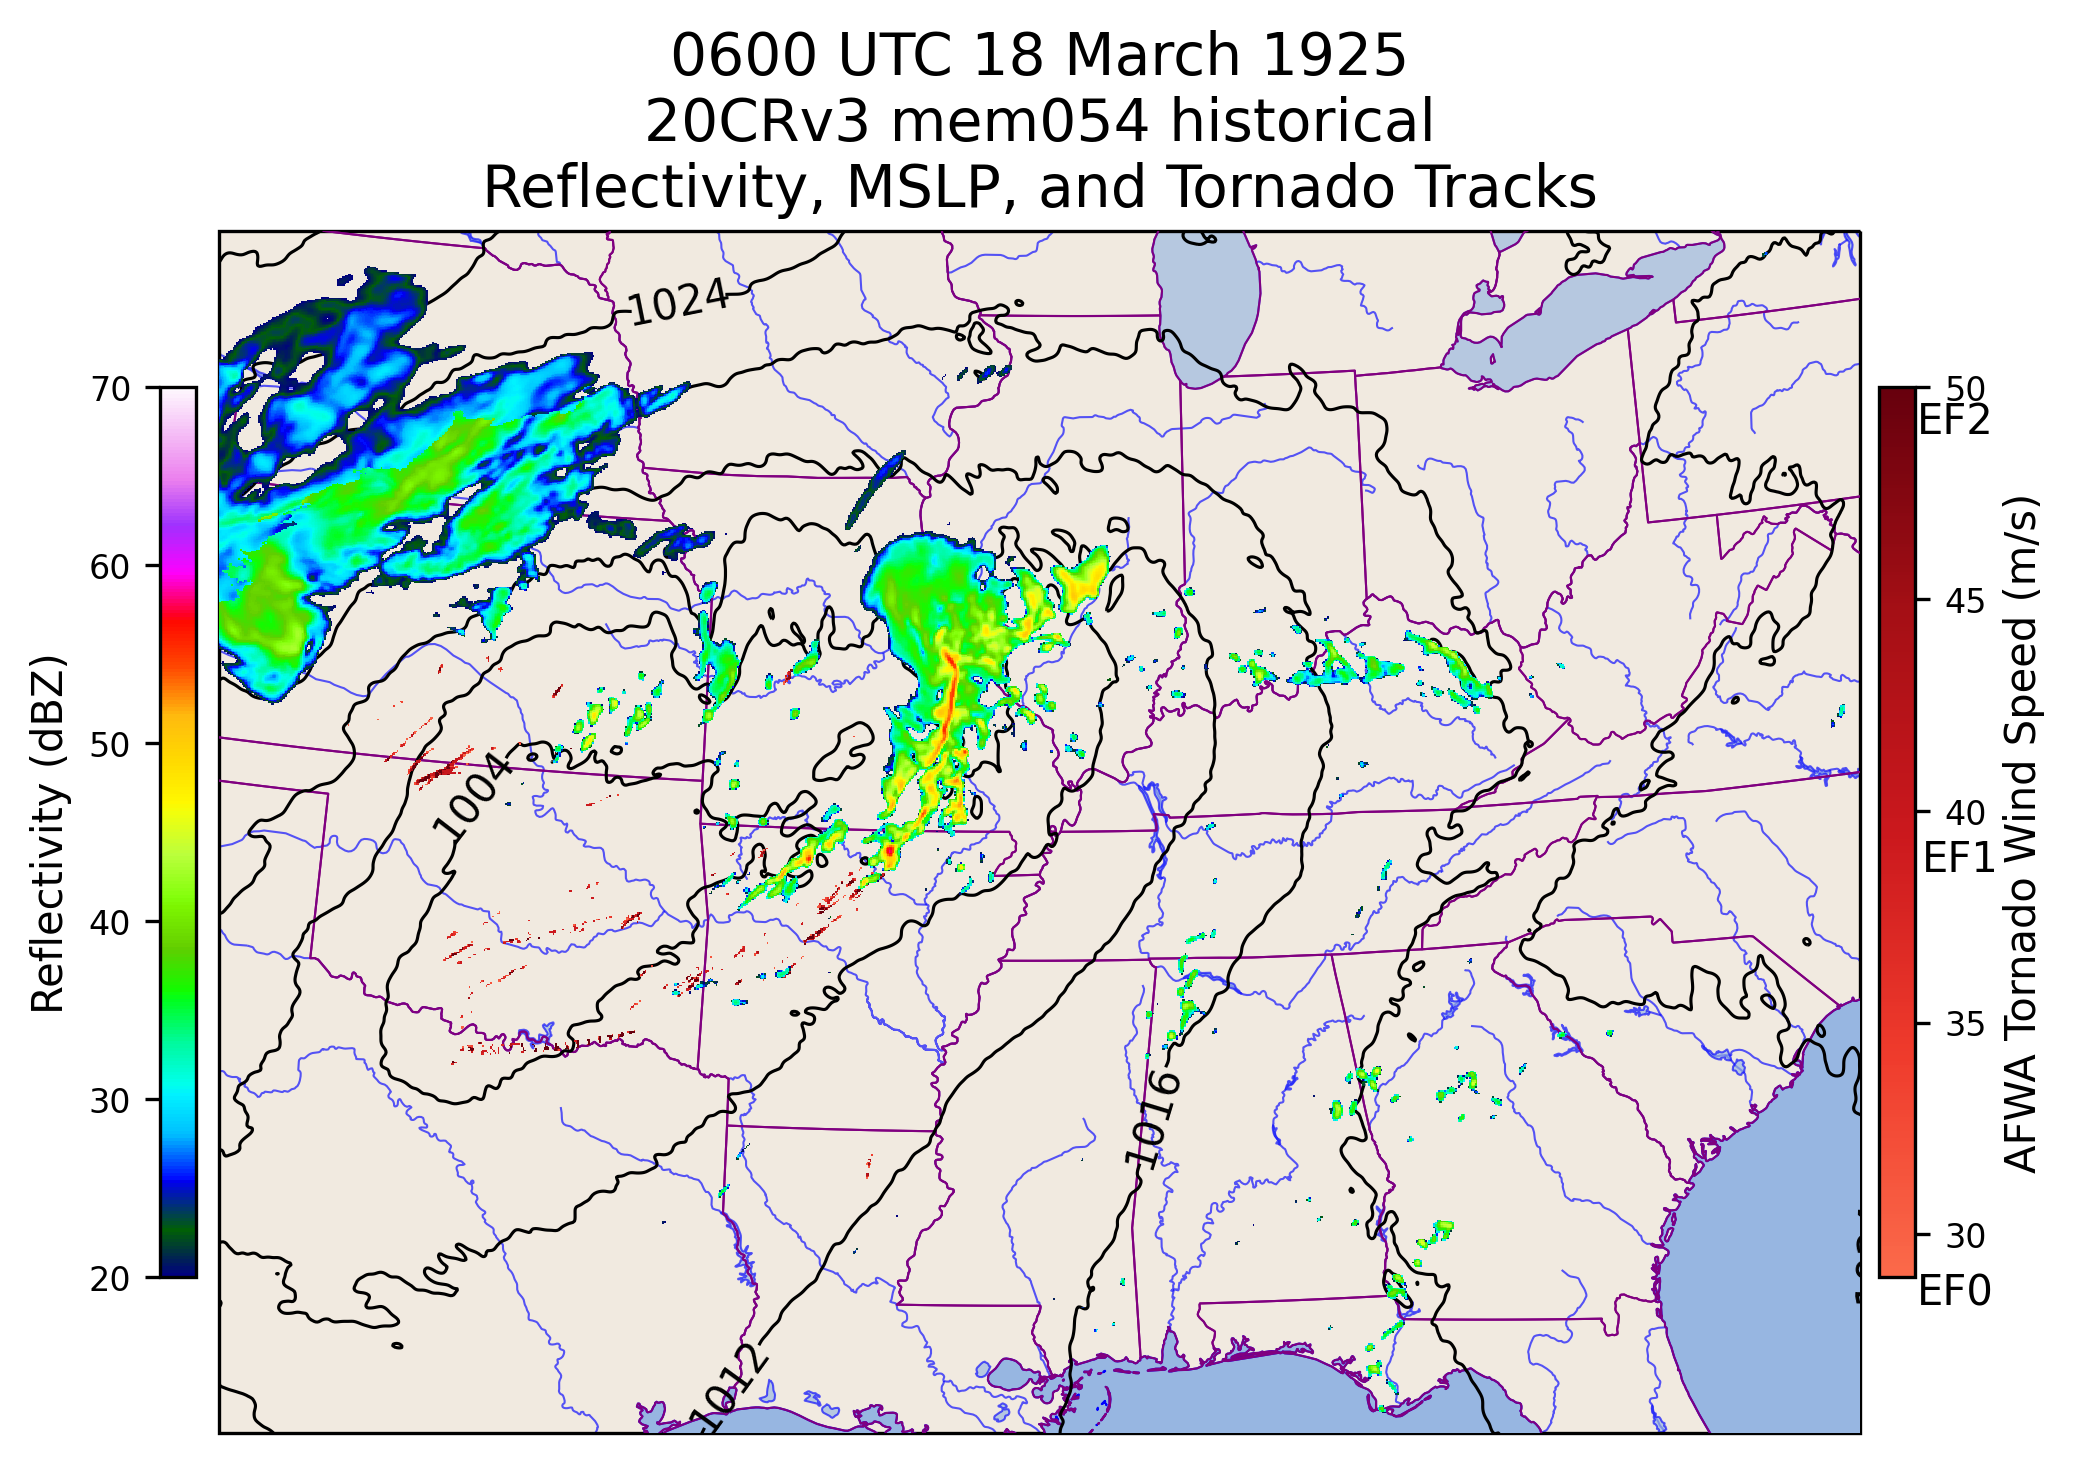 0600 UTC 18 March 1925
20CRv3 mem054 historical
Reflectivity, MSLP, and Tornado Tracks
1024
1004
1016
1012
Reflectivity (dBZ)
70
60
50
40
30
20
50
EF2
45
40
EF1
35
30
EF0
AFWA Tornado Wind Speed (m/s)